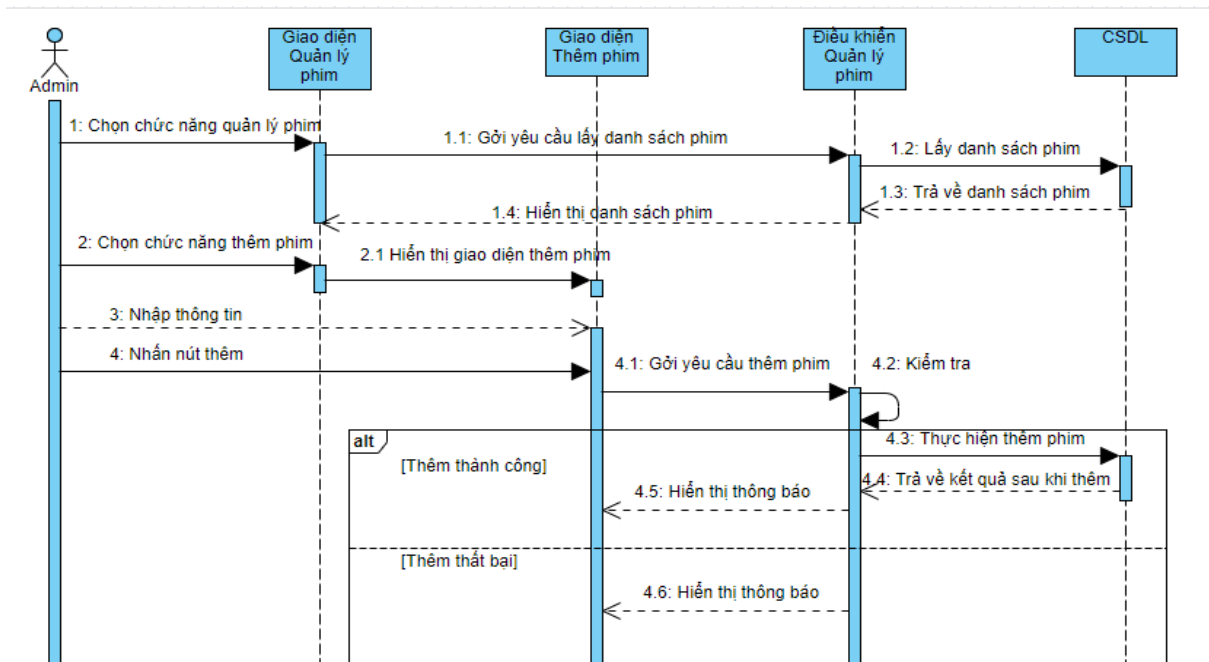 Giao diện
Quản lý
phim
Giao diện
Thêm phim
Điều khiển
Quản lý
phim
CSDL
Admin
1: Chọn chức năng quản lý phim
1.1: Gởi yêu cầu lấy danh sách phim
1.2: Lấy danh sách phim
1.3: Trả về danh sách phim
1.4: Hiển thị danh sách phim
2: Chọn chức năng thêm phim
2.1 Hiển thị giao diện thêm phim
3: Nhập thông tin
4: Nhấn nút thêm
4.1: Gởi yêu cầu thêm phim
4.2: Kiểm tra
alt
4.3: Thực hiện thêm phim
[Thêm thành công]
4.4: Trả về kết quả sau khi thêm
4.5: Hiển thị thông báo
[Thêm thất bại]
4.6: Hiển thị thông báo